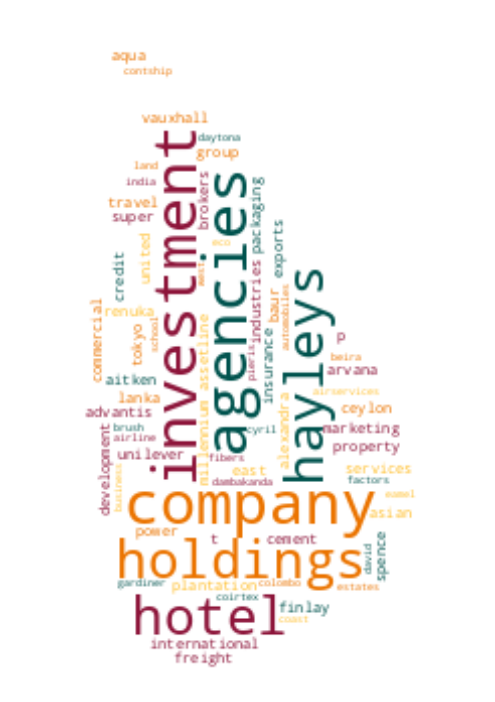 aqua
contship
vauxhall
daytona
investment
group
land
india
brokers
agencies
packaging
travel
super
exports
united
eco
credit
west
industries
hayleys
renuka
baur
automobiles
commercial
tokyo
school
millennium
assetline
insurance
pieris
p
beira
aitken
arvana
lanka
airservices
alexandra
advantis
ceylon
development
brush
cyril
marketing
airline
unilever
fibers
property
business
east
services
dambakanda
factors
company
eamel
asian
power
t
cement
holdings
david
spence
gardiner
plantation
colombo
estates
coirtex
hotel
finlay
coast
international
freight